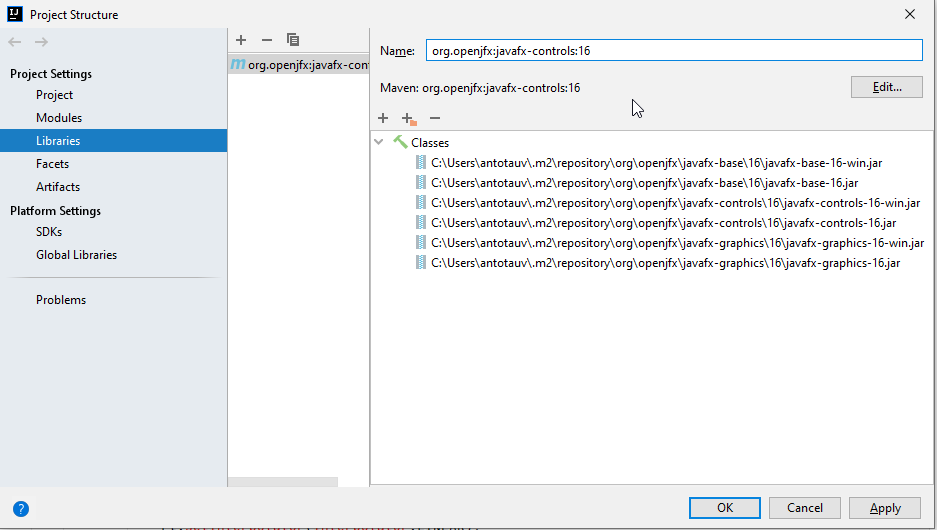 IJ
Project Structure
Project Settings
Project
Modules
Libraries
Facets
Artifacts
Platform Settings
SDKs
Global Libraries
Problems
m org.openjfx:javafx-con
Name: org.openjfx:javafx-controls:16
Maven: org.openjfx:javafx-controls:16
Edit...
Classes
C:\Users\antotauv\.m2\repository\org\openjfx\javafx-base\16\javafx-base-16-win.jar
C:\Users\antotauv\.m2\repository\org\openjfx\javafx-base\16\javafx-base-16.jar
C:\Users\antotauv\.m2\repository\org\openjfx\javafx-controls\16\javafx-controls-16-win.jar
C:\Users\antotauv\.m2\repository\org\openjfx\javafx-controls\16\javafx-controls-16.jar
C:\Users\antotauv\.m2\repository\org\openjfx\javafx-graphics\16\javafx-graphics-16-win.jar
C:\Users\antotauv\.m2\repository\org\openjfx\javafx-graphics\16\javafx-graphics-16.jar
?
OK
Cancel
Apply